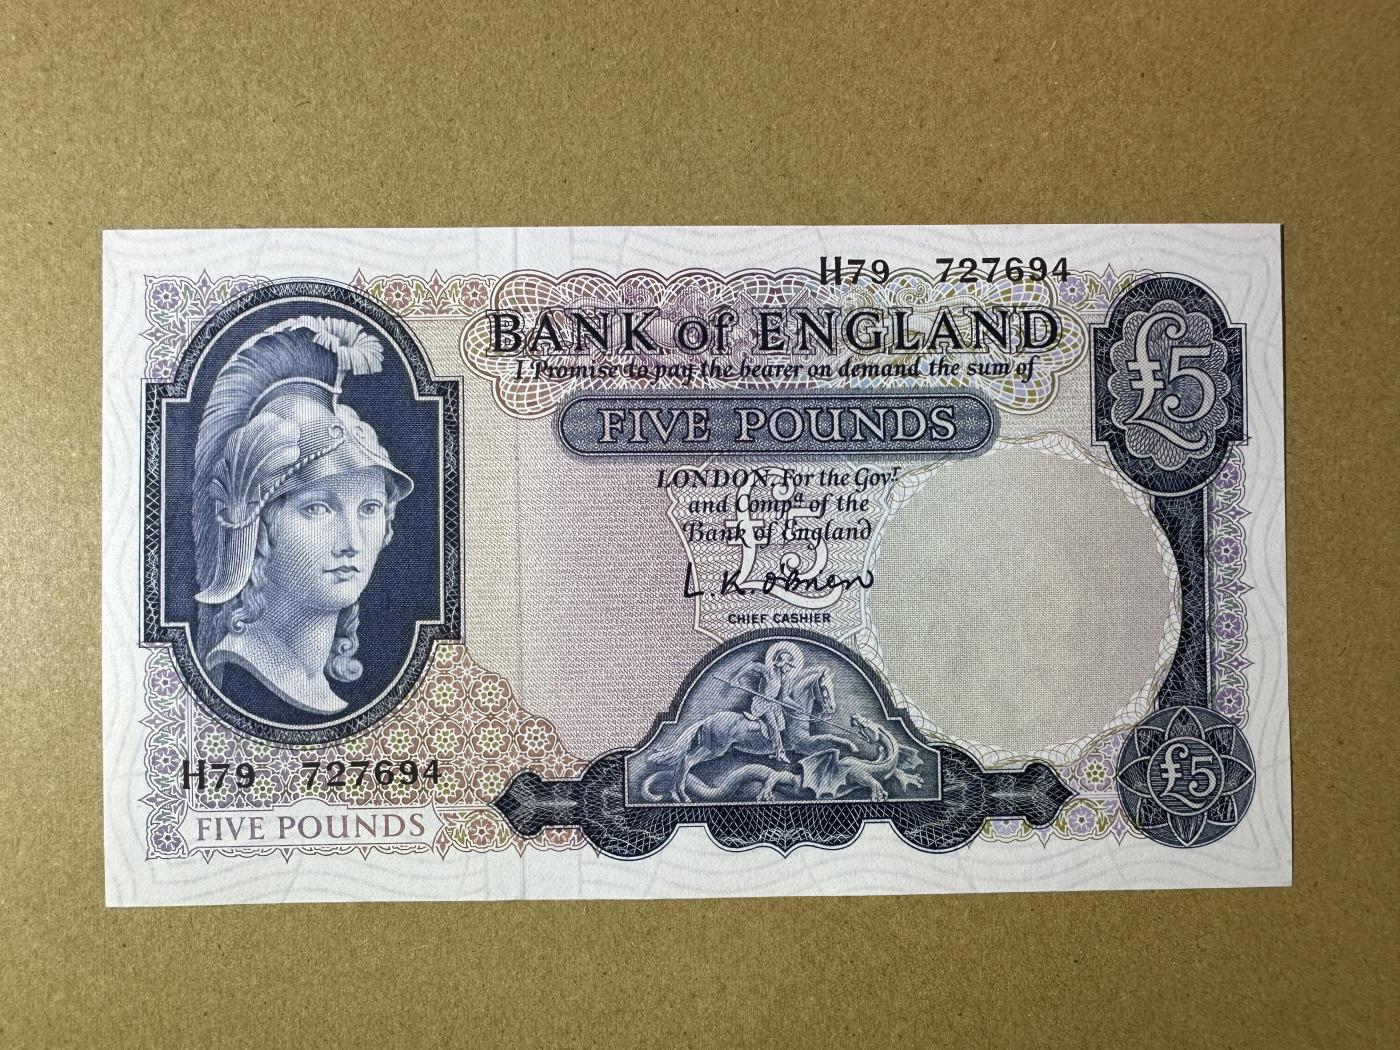 H79 727694
BANK of ENGLAND
I Promise to pay the bearer on demand the sum of
FIVE POUNDS
£5
LONDON, For the Govr
and Compa of the
Bank of England
£5
L.K.O'Brien
CHIEF CASHIER
H79 727694
FIVE POUNDS
£5